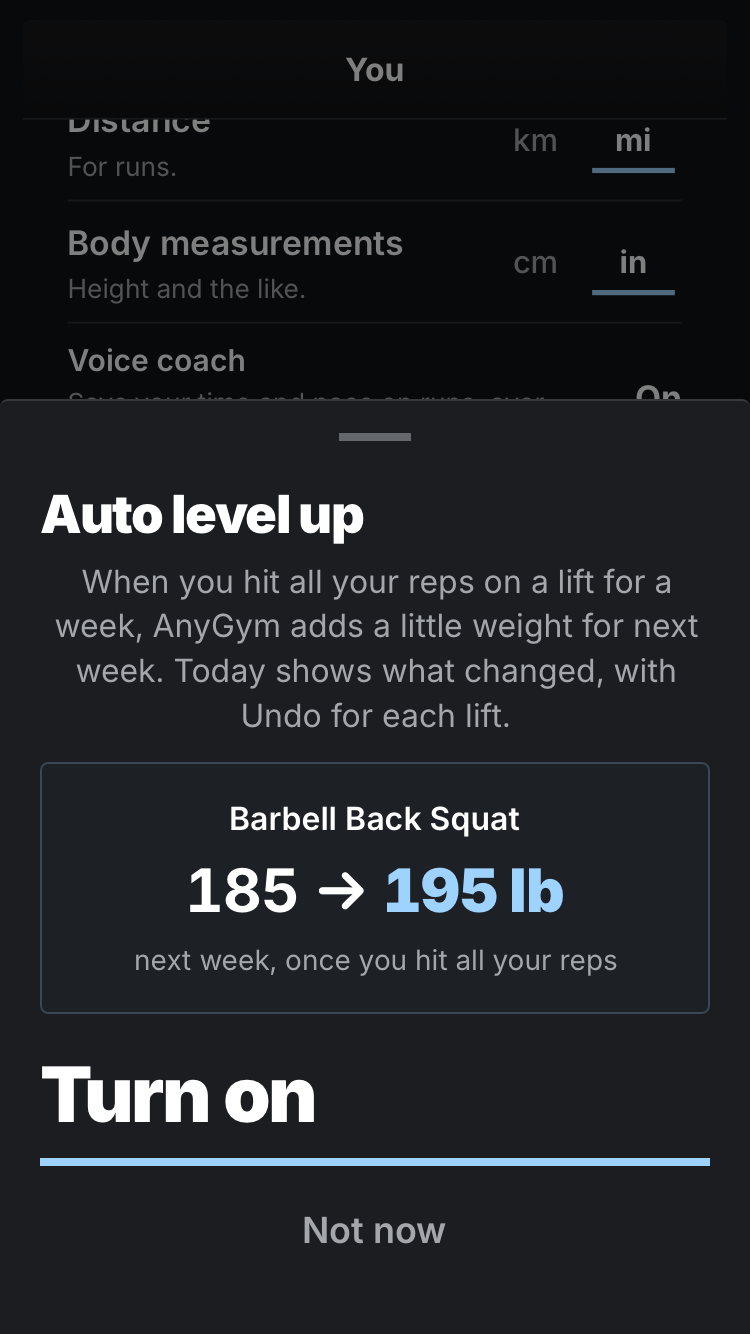 You
Distance
km
mi
For runs.
Body measurements
cm
in
Height and the like.
Voice coach
On
Auto level up
When you hit all your reps on a lift for a
week, AnyGym adds a little weight for next
week. Today shows what changed, with
Undo for each lift.
Barbell Back Squat
185 → 195 lb
next week, once you hit all your reps
Turn on
Not now